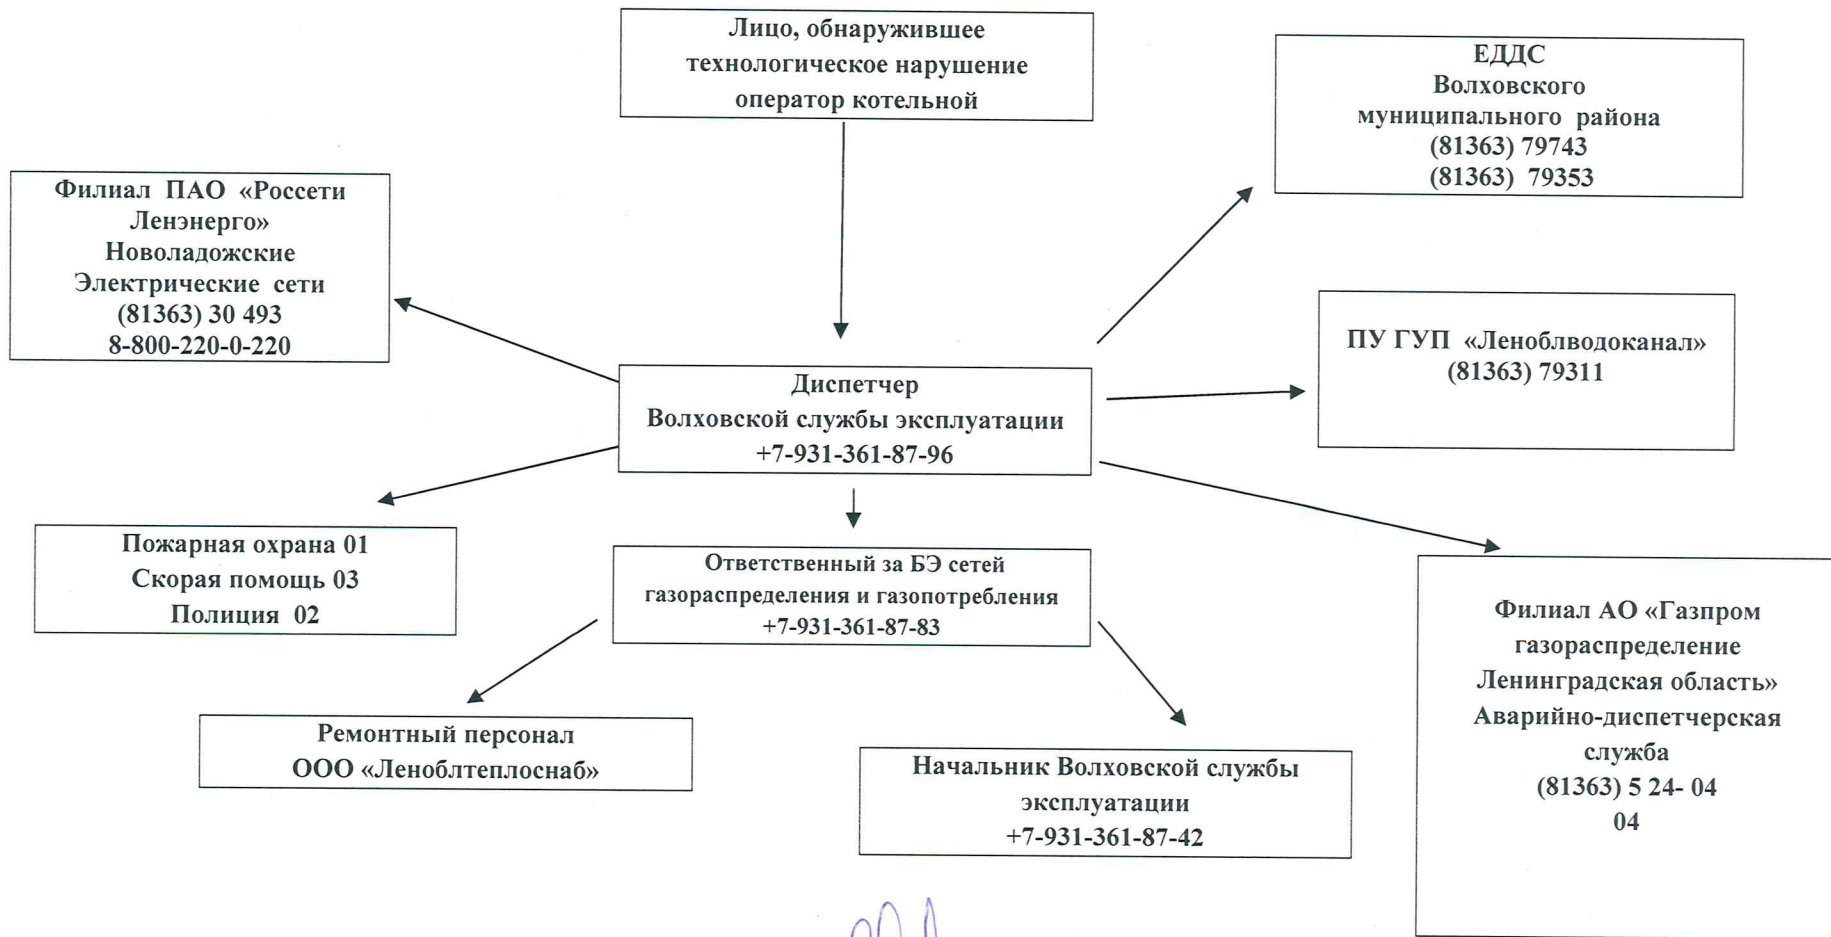 Лицо, обнаружившее
технологическое нарушение
оператор котельной
ЕДДС
Волховского
муниципального района
(81363) 79743
(81363) 79353
Филиал ПАО «Россети
Ленэнерго»
Новоладожские
Электрические сети
(81363) 30 493
8-800-220-0-220
ПУ ГУП «Леноблводоканал»
(81363) 79311
Диспетчер
Волховской службы эксплуатации
+7-931-361-87-96
Пожарная охрана 01
Скорая помощь 03
Полиция 02
Ответственный за БЭ сетей
газораспределения и газопотребления
+7-931-361-87-83
Филиал АО «Газпром
газораспределение
Ленинградская область»
Аварийно-диспетчерская
служба
(81363) 5 24- 04
04
Ремонтный персонал
ООО «Леноблтеплоснаб»
Начальник Волховской службы
эксплуатации
+7-931-361-87-42